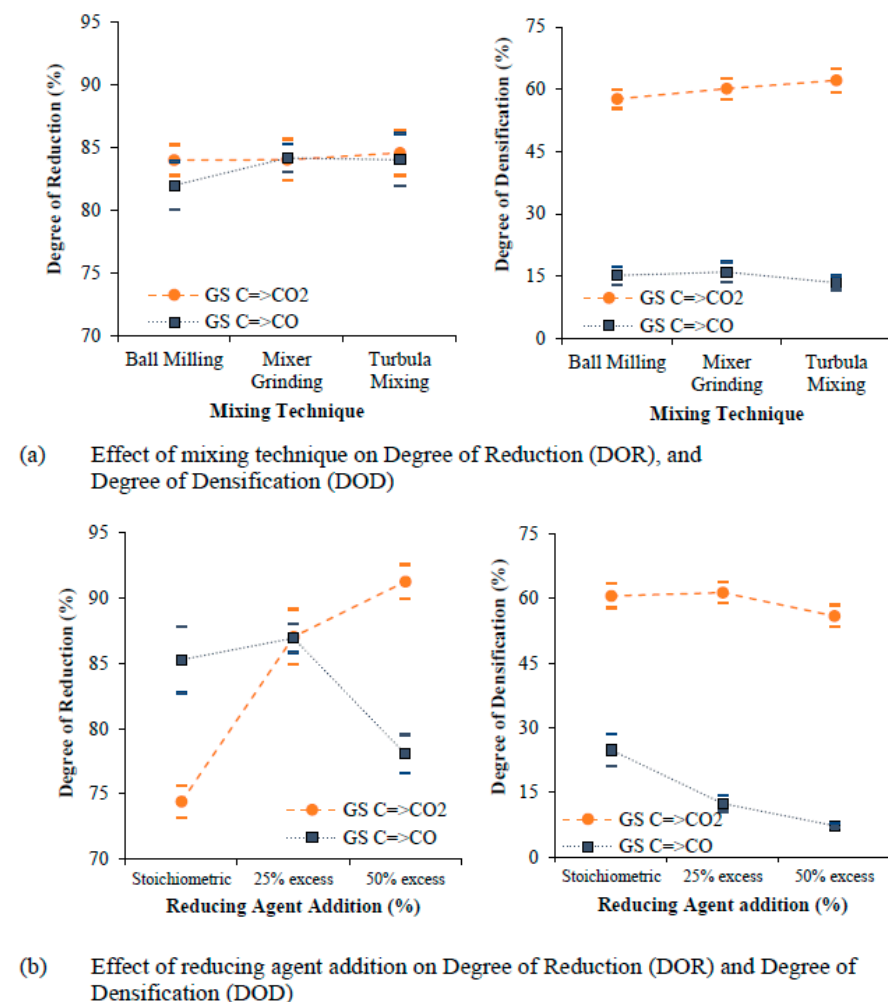 95
90
85
80
75
70
Degree of Reduction (%)
GS C=>CO2
GS C=>CO
Ball Milling
Mixer
Grinding
Turbula
Mixing
Mixing Technique
75
60
45
30
15
0
Degree of Densification (%)
GS C=>CO2
GS C=>CO
Ball Milling
Mixer
Grinding
Turbula
Mixing
Mixing Technique
(a) Effect of mixing technique on Degree of Reduction (DOR), and
Degree of Densification (DOD)
95
90
85
80
75
70
Degree of Reduction (%)
GS C=>CO2
GS C=>CO
Stoichiometric 25% excess 50% excess
Reducing Agent Addition (%)
75
60
45
30
15
0
Degree of Densification (%)
GS C=>CO2
GS C=>CO
Stoichiometric 25% excess 50% excess
Reducing Agent addition (%)
(b) Effect of reducing agent addition on Degree of Reduction (DOR) and Degree of
Densification (DOD)